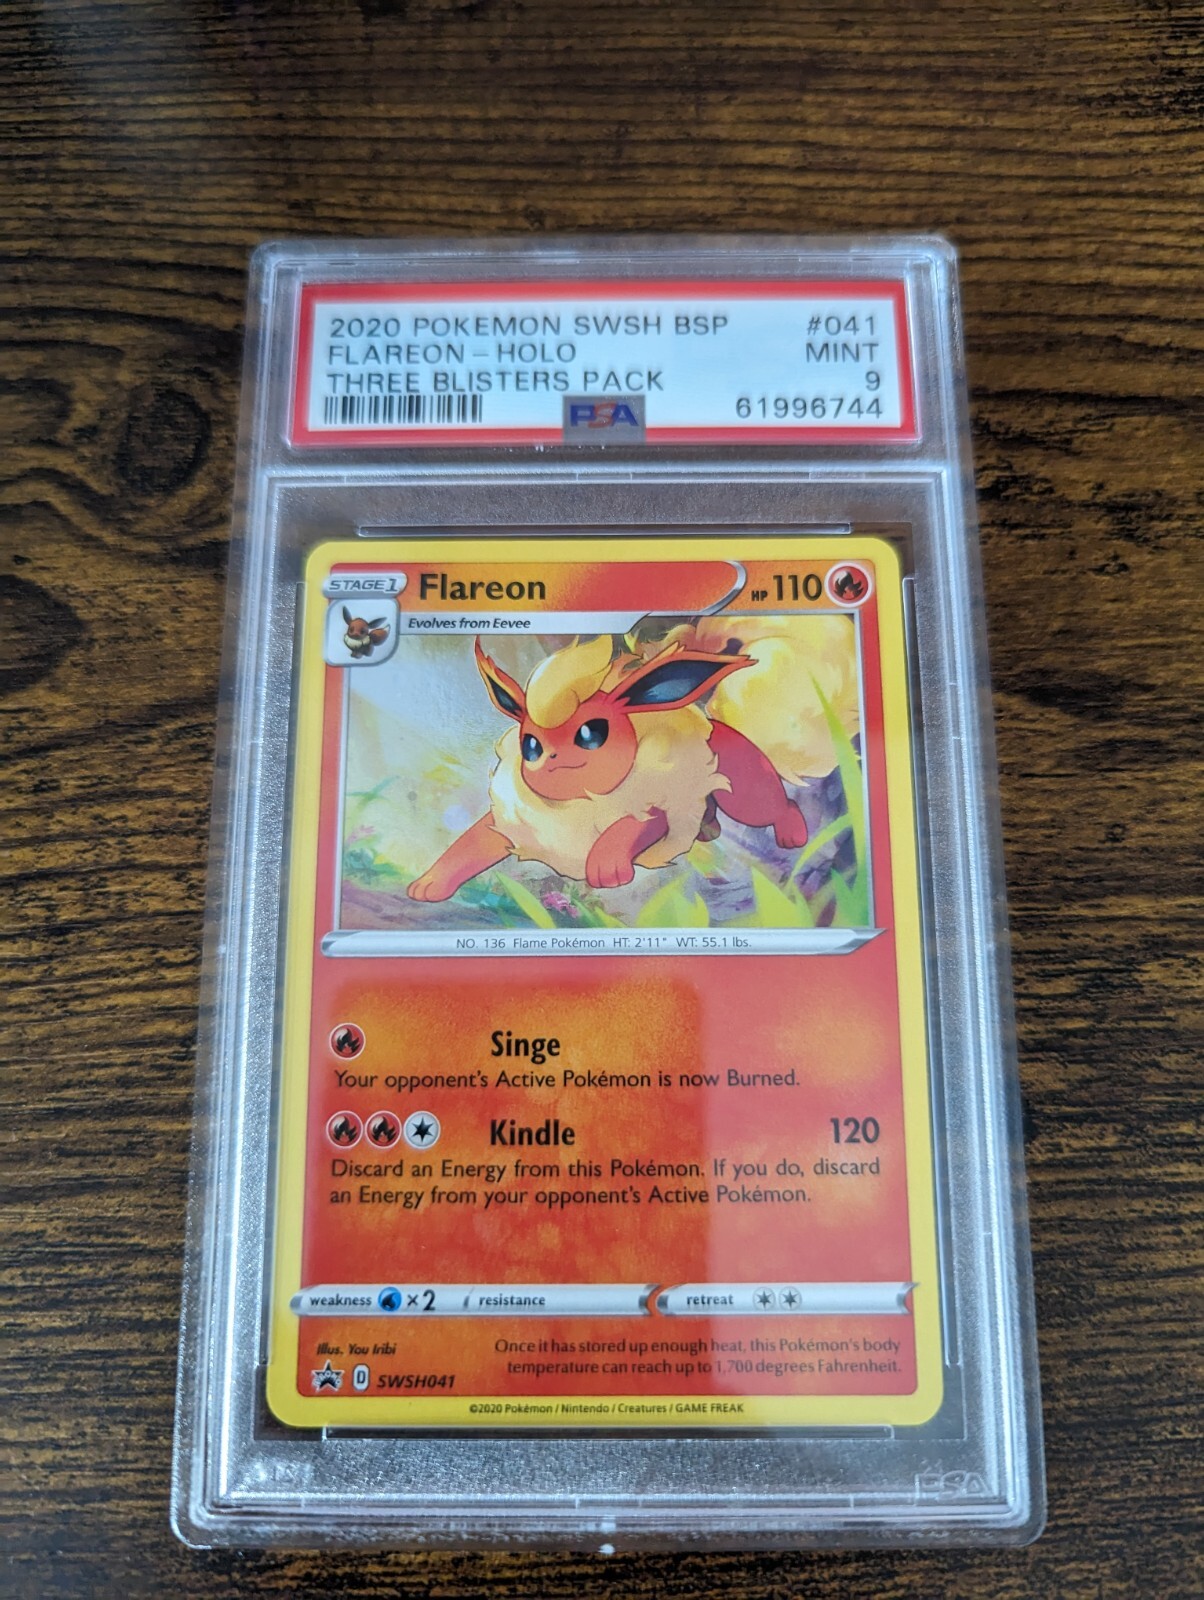 2020 POKEMON SWSH BSP #041
FLAREON - HOLO MINT
THREE BLISTERS PACK 9
PSA 61996744
STAGE 1 Flareon HP 110
Evolves from Eevee
NO. 136 Flame Pokémon HT: 2'11" WT: 55.1 lbs.
Singe
Your opponent's Active Pokémon is now Burned.
Kindle 120
Discard an Energy from this Pokémon. If you do, discard
an Energy from your opponent's Active Pokémon.
weakness ×2 resistance retreat
Illus. You Iribi
Once it has stored up enough heat, this Pokémon's body
temperature can reach up to 1,700 degrees Fahrenheit.
D SWSH041
©2020 Pokémon / Nintendo / Creatures / GAME FREAK
PSA